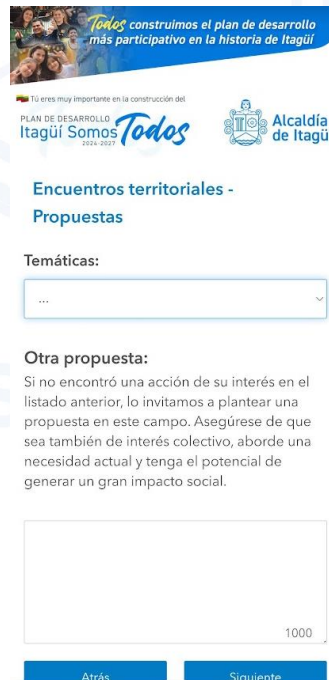 Todos construimos el plan de desarrollo
más participativo en la historia de Itagüí
Tú eres muy importante en la construcción del
PLAN DE DESARROLLO
Itagüí Somos Todos
2024-2027
Alcaldía
de Itagü
Encuentros territoriales -
Propuestas
Temáticas:
...
Otra propuesta:
Si no encontró una acción de su interés en el
listado anterior, lo invitamos a plantear una
propuesta en este campo. Asegúrese de que
sea también de interés colectivo, aborde una
necesidad actual y tenga el potencial de
generar un gran impacto social.
1000
Atrás
Siguiente